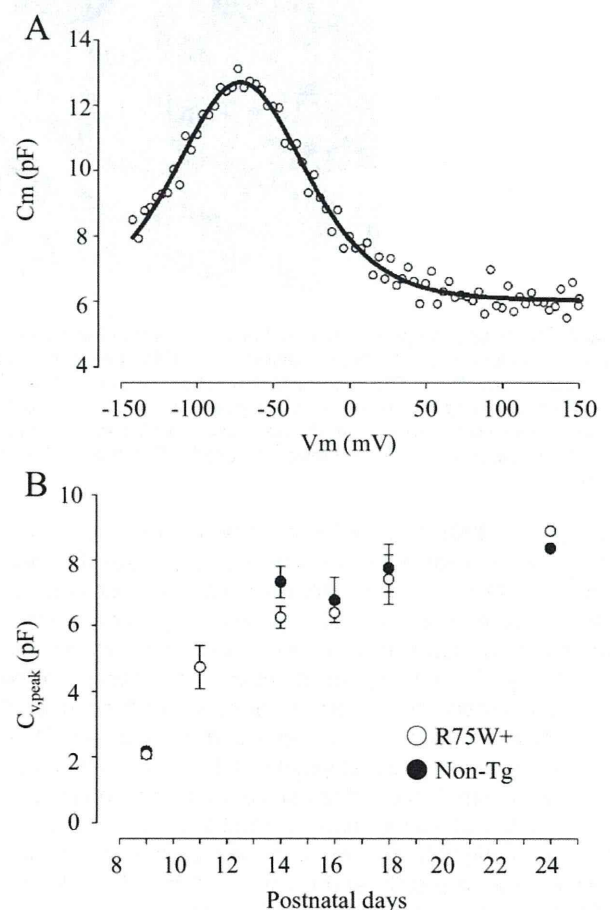 A
14
12
10
8
6
4
Cm (pF)
-150 -100 -50 0 50 100 150
Vm (mV)
B
10
8
6
4
2
0
C_v,peak (pF)
R75W+
Non-Tg
8 10 12 14 16 18 20 22 24
Postnatal days